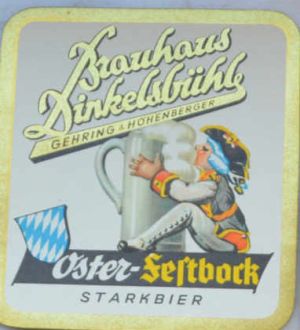 Brauhaus
Dinkelsbühl
GEHRING & HOHENBERGER
Oster-Festbock
STARKBIER